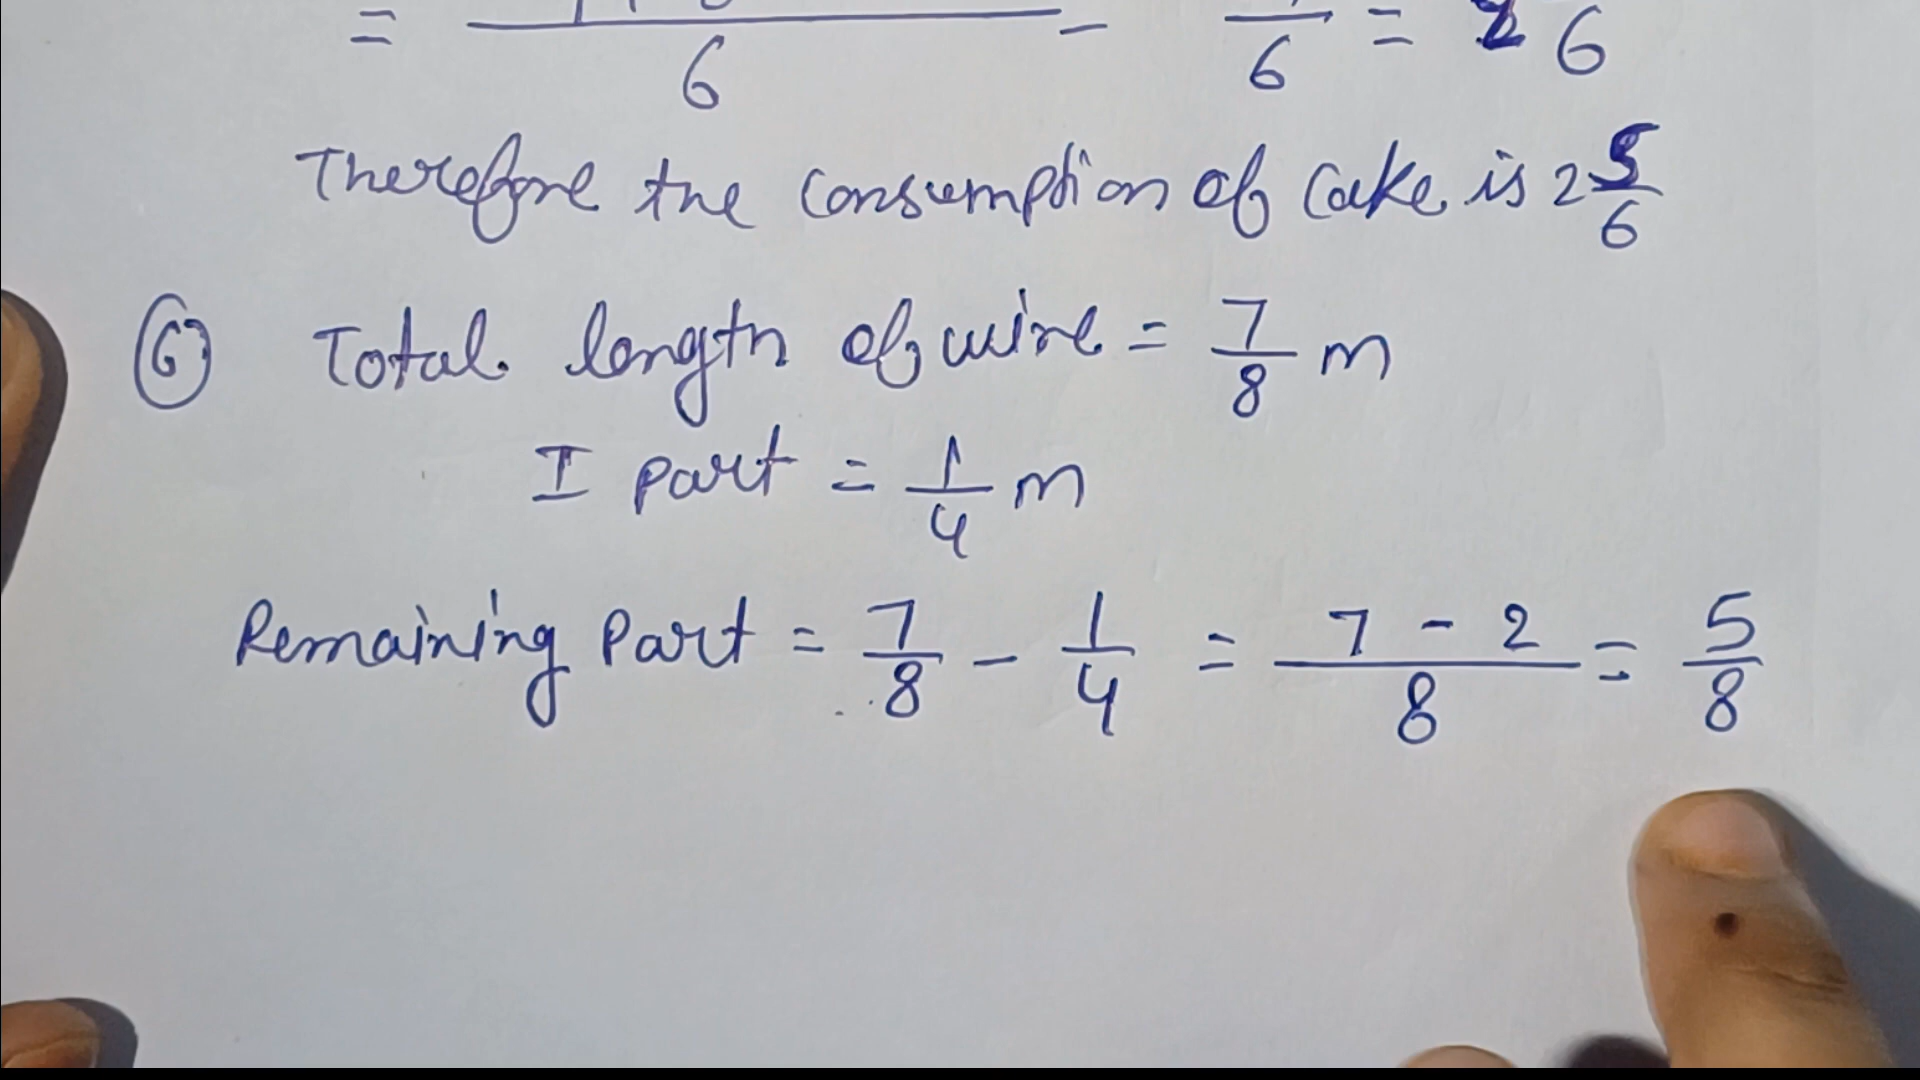 = — / 6 - — / 6 = 2 / 6
Therefore the consumption of Cake is 2 5/6
6 Total length of wire = 7/8 m
I part = 1/4 m
Remaining Part = 7/8 - 1/4 = 7 - 2 / 8 = 5/8